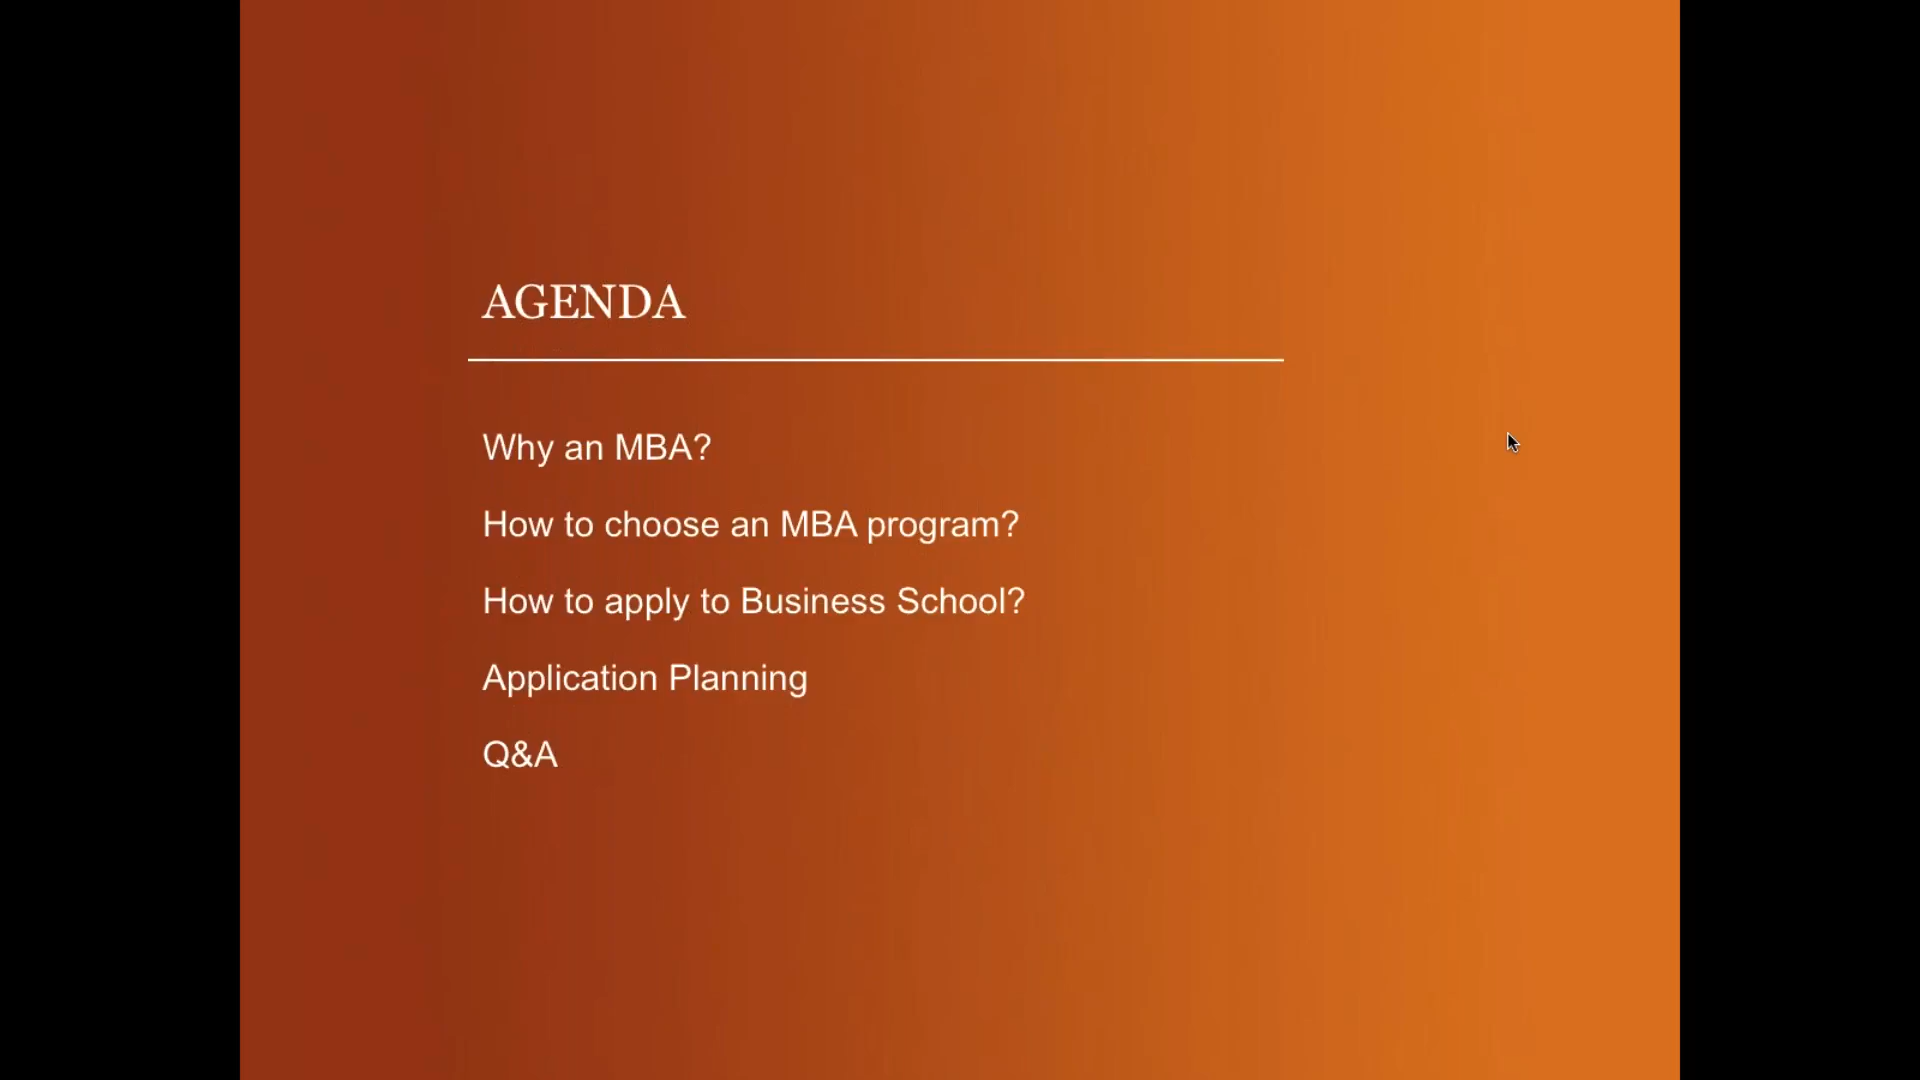 AGENDA
Why an MBA?
How to choose an MBA program?
How to apply to Business School?
Application Planning
Q&A